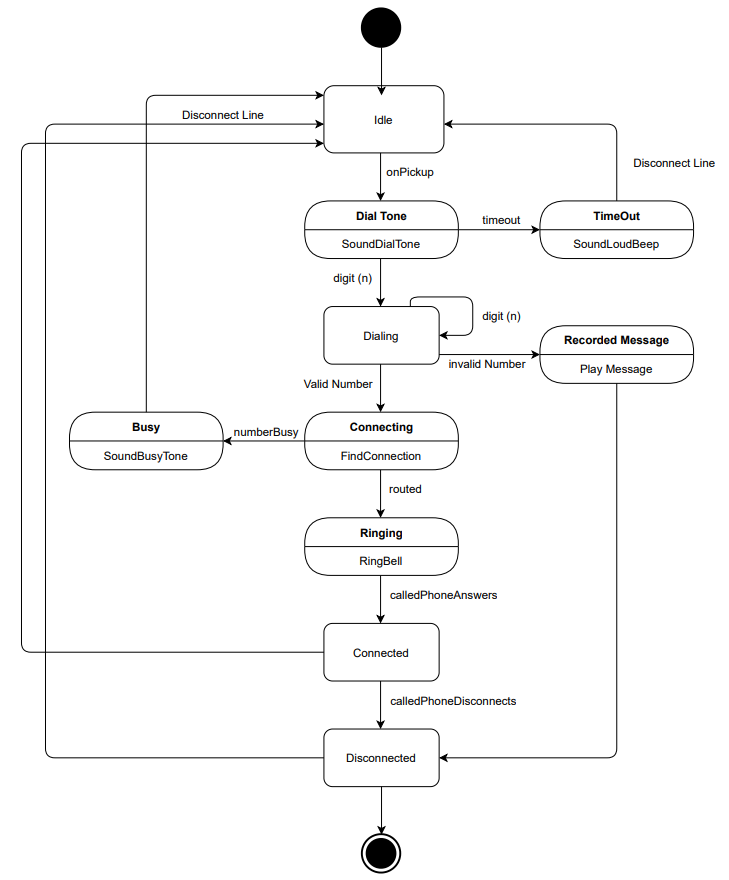 Disconnect Line
Idle
onPickup
Disconnect Line
Dial Tone
SoundDialTone
timeout
TimeOut
SoundLoudBeep
digit (n)
Dialing
digit (n)
invalid Number
Recorded Message
Play Message
Valid Number
Busy
SoundBusyTone
numberBusy
Connecting
FindConnection
routed
Ringing
RingBell
calledPhoneAnswers
Connected
calledPhoneDisconnects
Disconnected